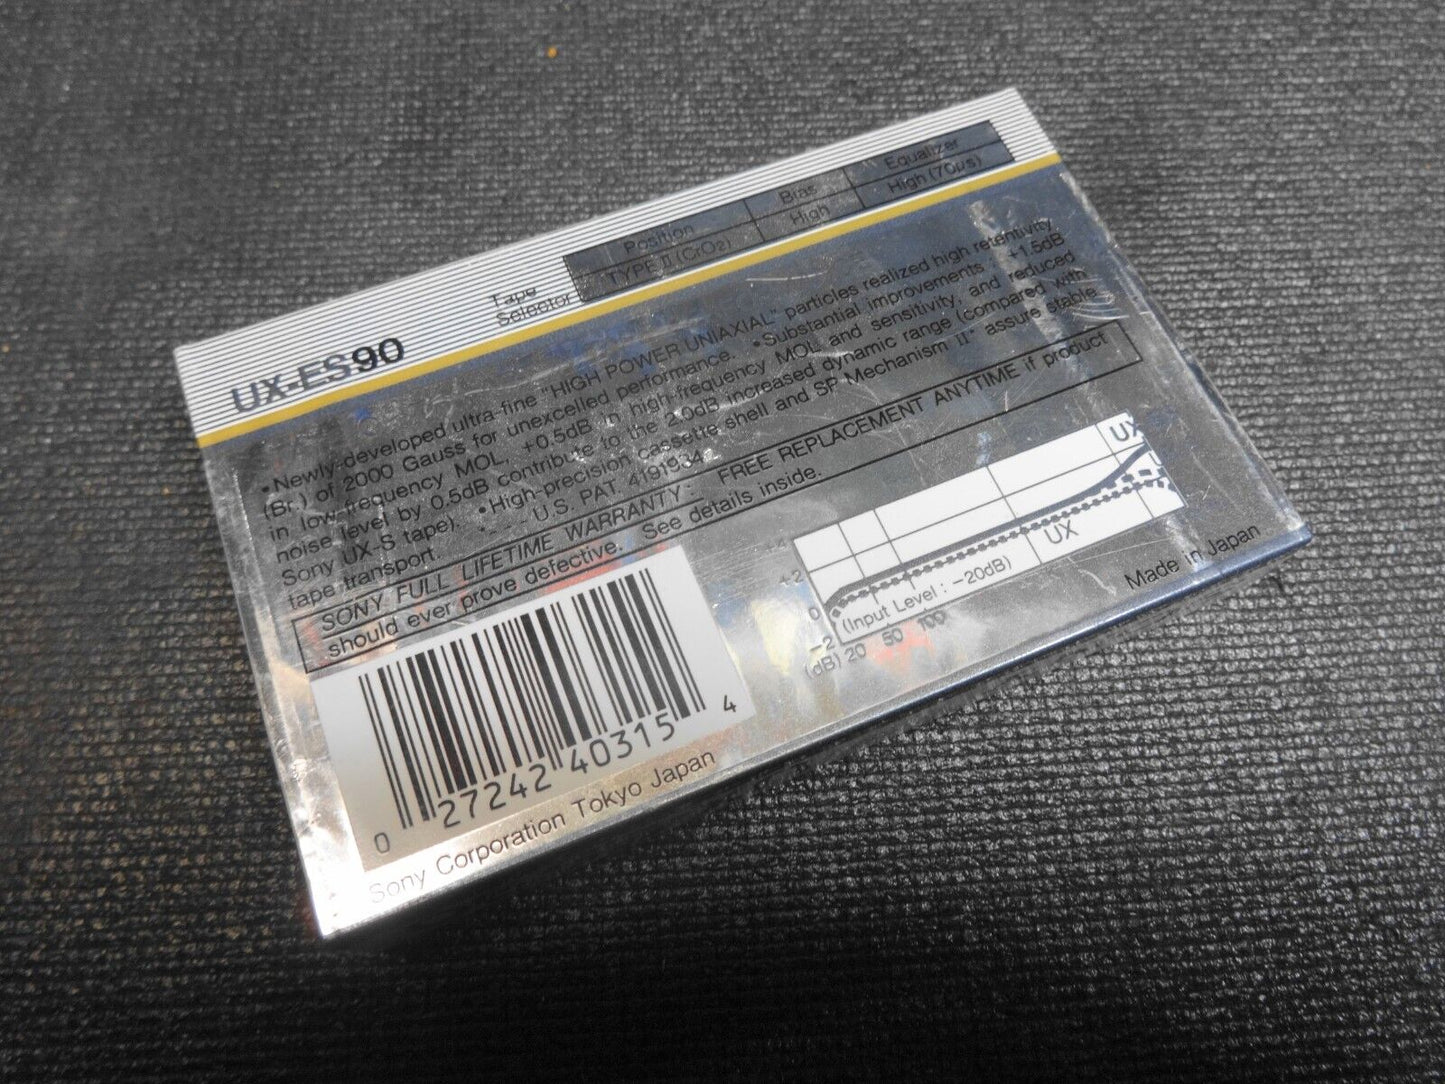 Tape Selector
Position Bias Equalizer
TYPE II (CrO2) High High (70μs)
UX-ES90
•Newly-developed ultra-fine "HIGH POWER UNIAXIAL" particles realized high retentivity
(Br) of 2000 Gauss for unexcelled performance. •Substantial improvements : +1.5dB
in low-frequency MOL, +0.5dB in high-frequency MOL and sensitivity, and reduced
noise level by 0.5dB contribute to the 2.0dB increased dynamic range (compared with
Sony UX-S tape). •High-precision cassette shell and SP Mechanism II" assure stable
tape transport. U.S. PAT. 4191934
SONY FULL LIFETIME WARRANTY: FREE REPLACEMENT ANYTIME if product
should ever prove defective. See details inside.
UX
+4
+2
0
-2
(dB) 20 50 100
(Input Level : -20dB)
UX
Made in Japan
0 27242 40315 4
Sony Corporation Tokyo Japan